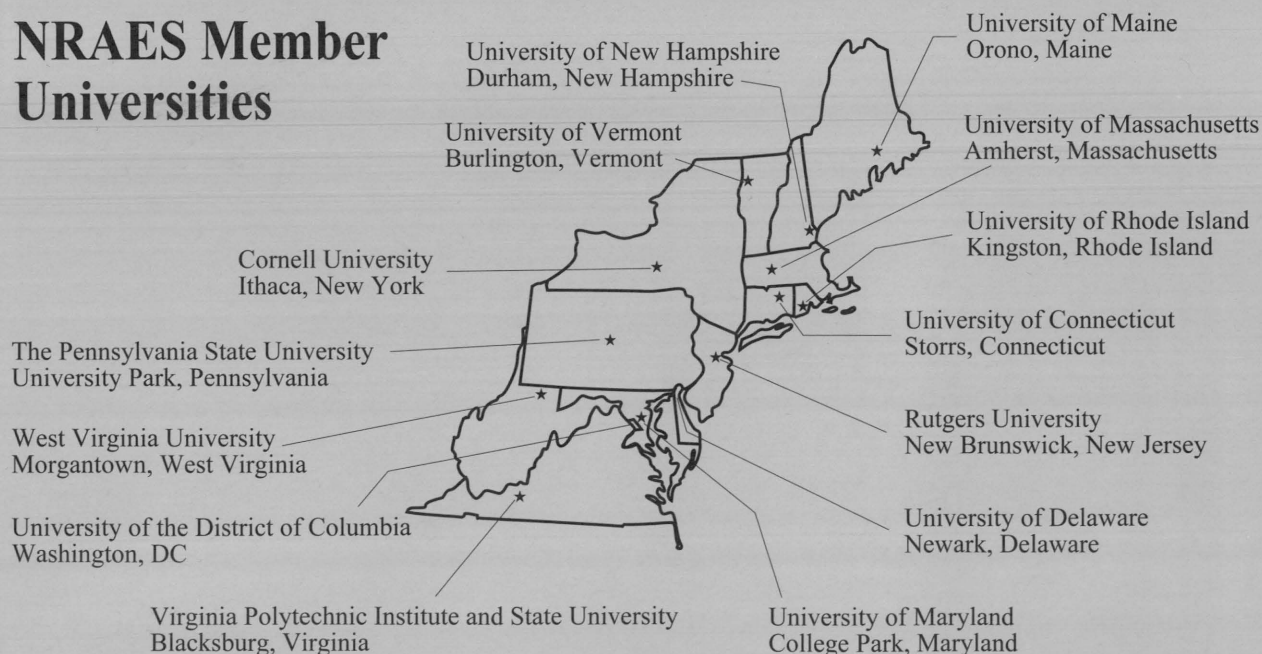 NRAES Member
Universities
University of New Hampshire
Durham, New Hampshire
University of Maine
Orono, Maine
University of Vermont
Burlington, Vermont
University of Massachusetts
Amherst, Massachusetts
Cornell University
Ithaca, New York
University of Rhode Island
Kingston, Rhode Island
The Pennsylvania State University
University Park, Pennsylvania
University of Connecticut
Storrs, Connecticut
West Virginia University
Morgantown, West Virginia
Rutgers University
New Brunswick, New Jersey
University of the District of Columbia
Washington, DC
University of Delaware
Newark, Delaware
Virginia Polytechnic Institute and State University
Blacksburg, Virginia
University of Maryland
College Park, Maryland